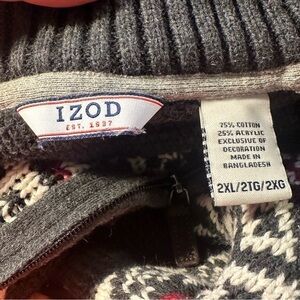 IZOD
EST. 1937
75% COTTON
25% ACRYLIC
EXCLUSIVE OF
DECORATION
MADE IN
BANGLADESH
2XL/2TG/2XG